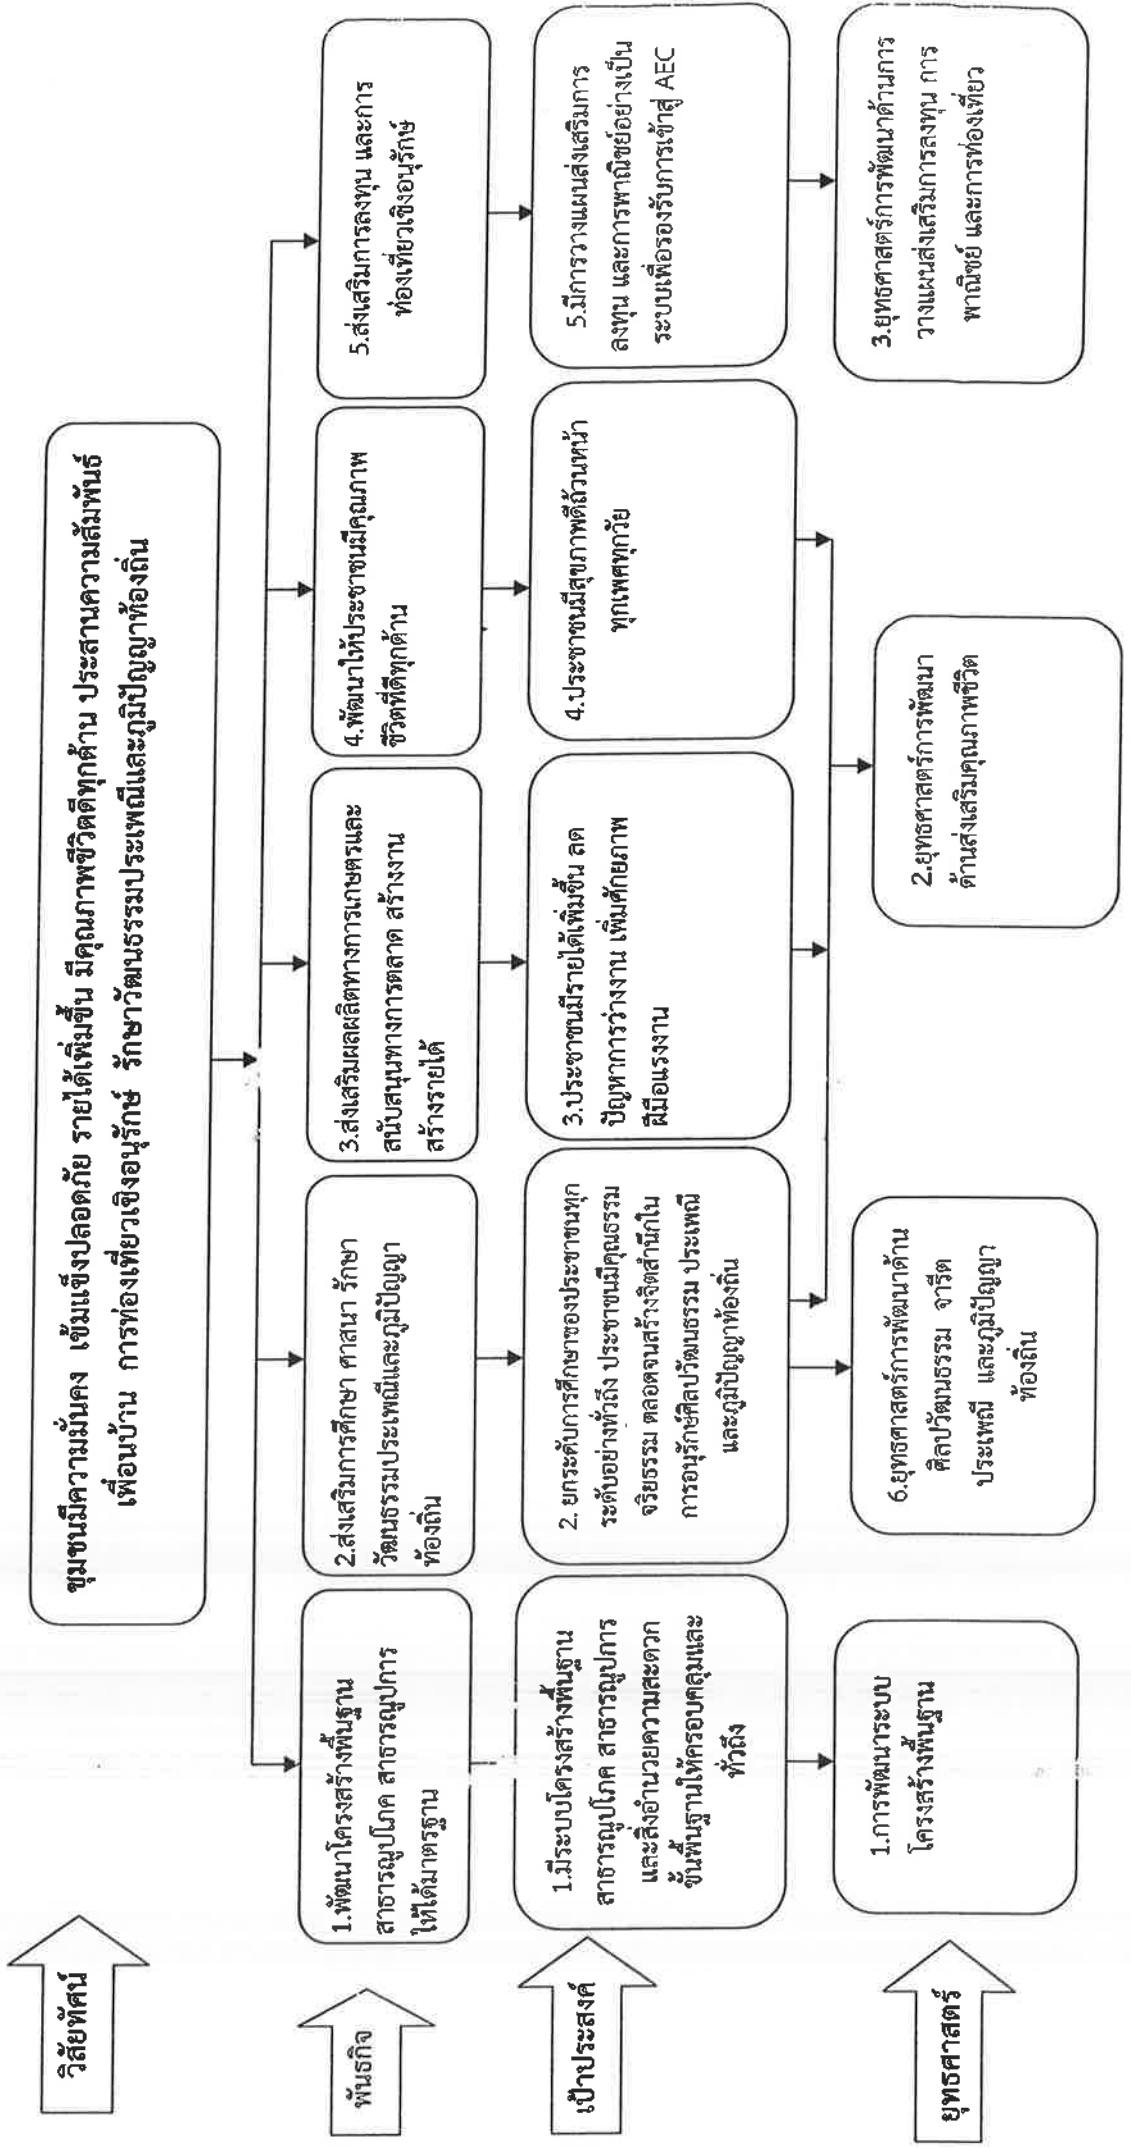 วิสัยทัศน์
ชุมชนมีความมั่นคง เข้มแข็งปลอดภัย รายได้เพิ่มขึ้น มีคุณภาพชีวิตดีทุกด้าน ประสานความสัมพันธ์
เพื่อนบ้าน การท่องเที่ยวเชิงอนุรักษ์ รักษาวัฒนธรรมประเพณีและภูมิปัญญาท้องถิ่น
พันธกิจ
1.พัฒนาโครงสร้างพื้นฐาน
สาธารณูปโภค สาธารณูปการ
ให้ได้มาตรฐาน
2.ส่งเสริมการศึกษา ศาสนา รักษา
วัฒนธรรมประเพณีและภูมิปัญญา
ท้องถิ่น
3.ส่งเสริมผลผลิตทางการเกษตรและ
สนับสนุนทางการตลาด สร้างงาน
สร้างรายได้
4.พัฒนาให้ประชาชนมีคุณภาพ
ชีวิตที่ดีทุกด้าน
5.ส่งเสริมการลงทุน และการ
ท่องเที่ยวเชิงอนุรักษ์
เป้าประสงค์
1.มีระบบโครงสร้างพื้นฐาน
สาธารณูปโภค สาธารณูปการ
และสิ่งอำนวยความสะดวก
ขั้นพื้นฐานให้ครอบคลุมและ
ทั่วถึง
2. ยกระดับการศึกษาของประชาชนทุก
ระดับอย่างทั่วถึง ประชาชนมีคุณธรรม
จริยธรรม ตลอดจนสร้างจิตสำนึกใน
การอนุรักษ์ศิลปวัฒนธรรม ประเพณี
และภูมิปัญญาท้องถิ่น
3.ประชาชนมีรายได้เพิ่มขึ้น ลด
ปัญหาการว่างงาน เพิ่มศักยภาพ
ฝีมือแรงงาน
4.ประชาชนมีสุขภาพดีถ้วนหน้า
ทุกเพศทุกวัย
5.มีการวางแผนส่งเสริมการ
ลงทุน และการพาณิชย์อย่างเป็น
ระบบเพื่อรองรับการเข้าสู่ AEC
ยุทธศาสตร์
1.การพัฒนาระบบ
โครงสร้างพื้นฐาน
6.ยุทธศาสตร์การพัฒนาด้าน
ศิลปวัฒนธรรม จารีต
ประเพณี และภูมิปัญญา
ท้องถิ่น
2.ยุทธศาสตร์การพัฒนา
ด้านส่งเสริมคุณภาพชีวิต
3.ยุทธศาสตร์การพัฒนาด้านการ
วางแผนส่งเสริมการลงทุน การ
พาณิชย์ และการท่องเที่ยว